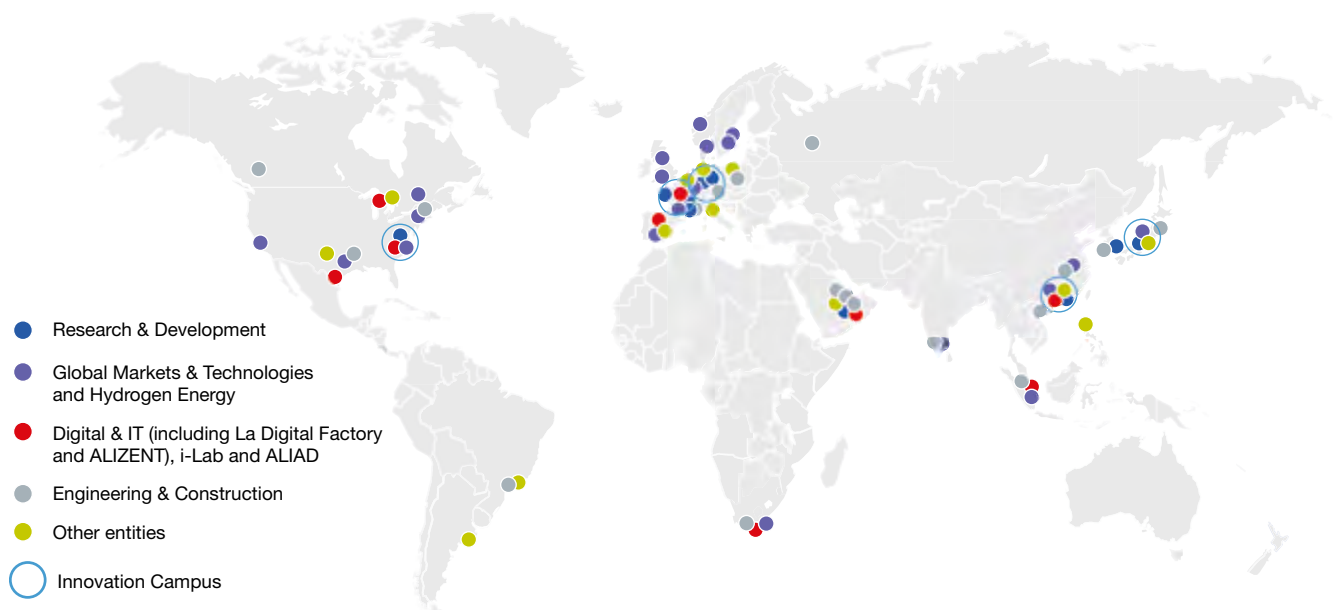 Research & Development
Global Markets & Technologies
and Hydrogen Energy
Digital & IT (including La Digital Factory
and ALIZENT), i-Lab and ALIAD
Engineering & Construction
Other entities
Innovation Campus